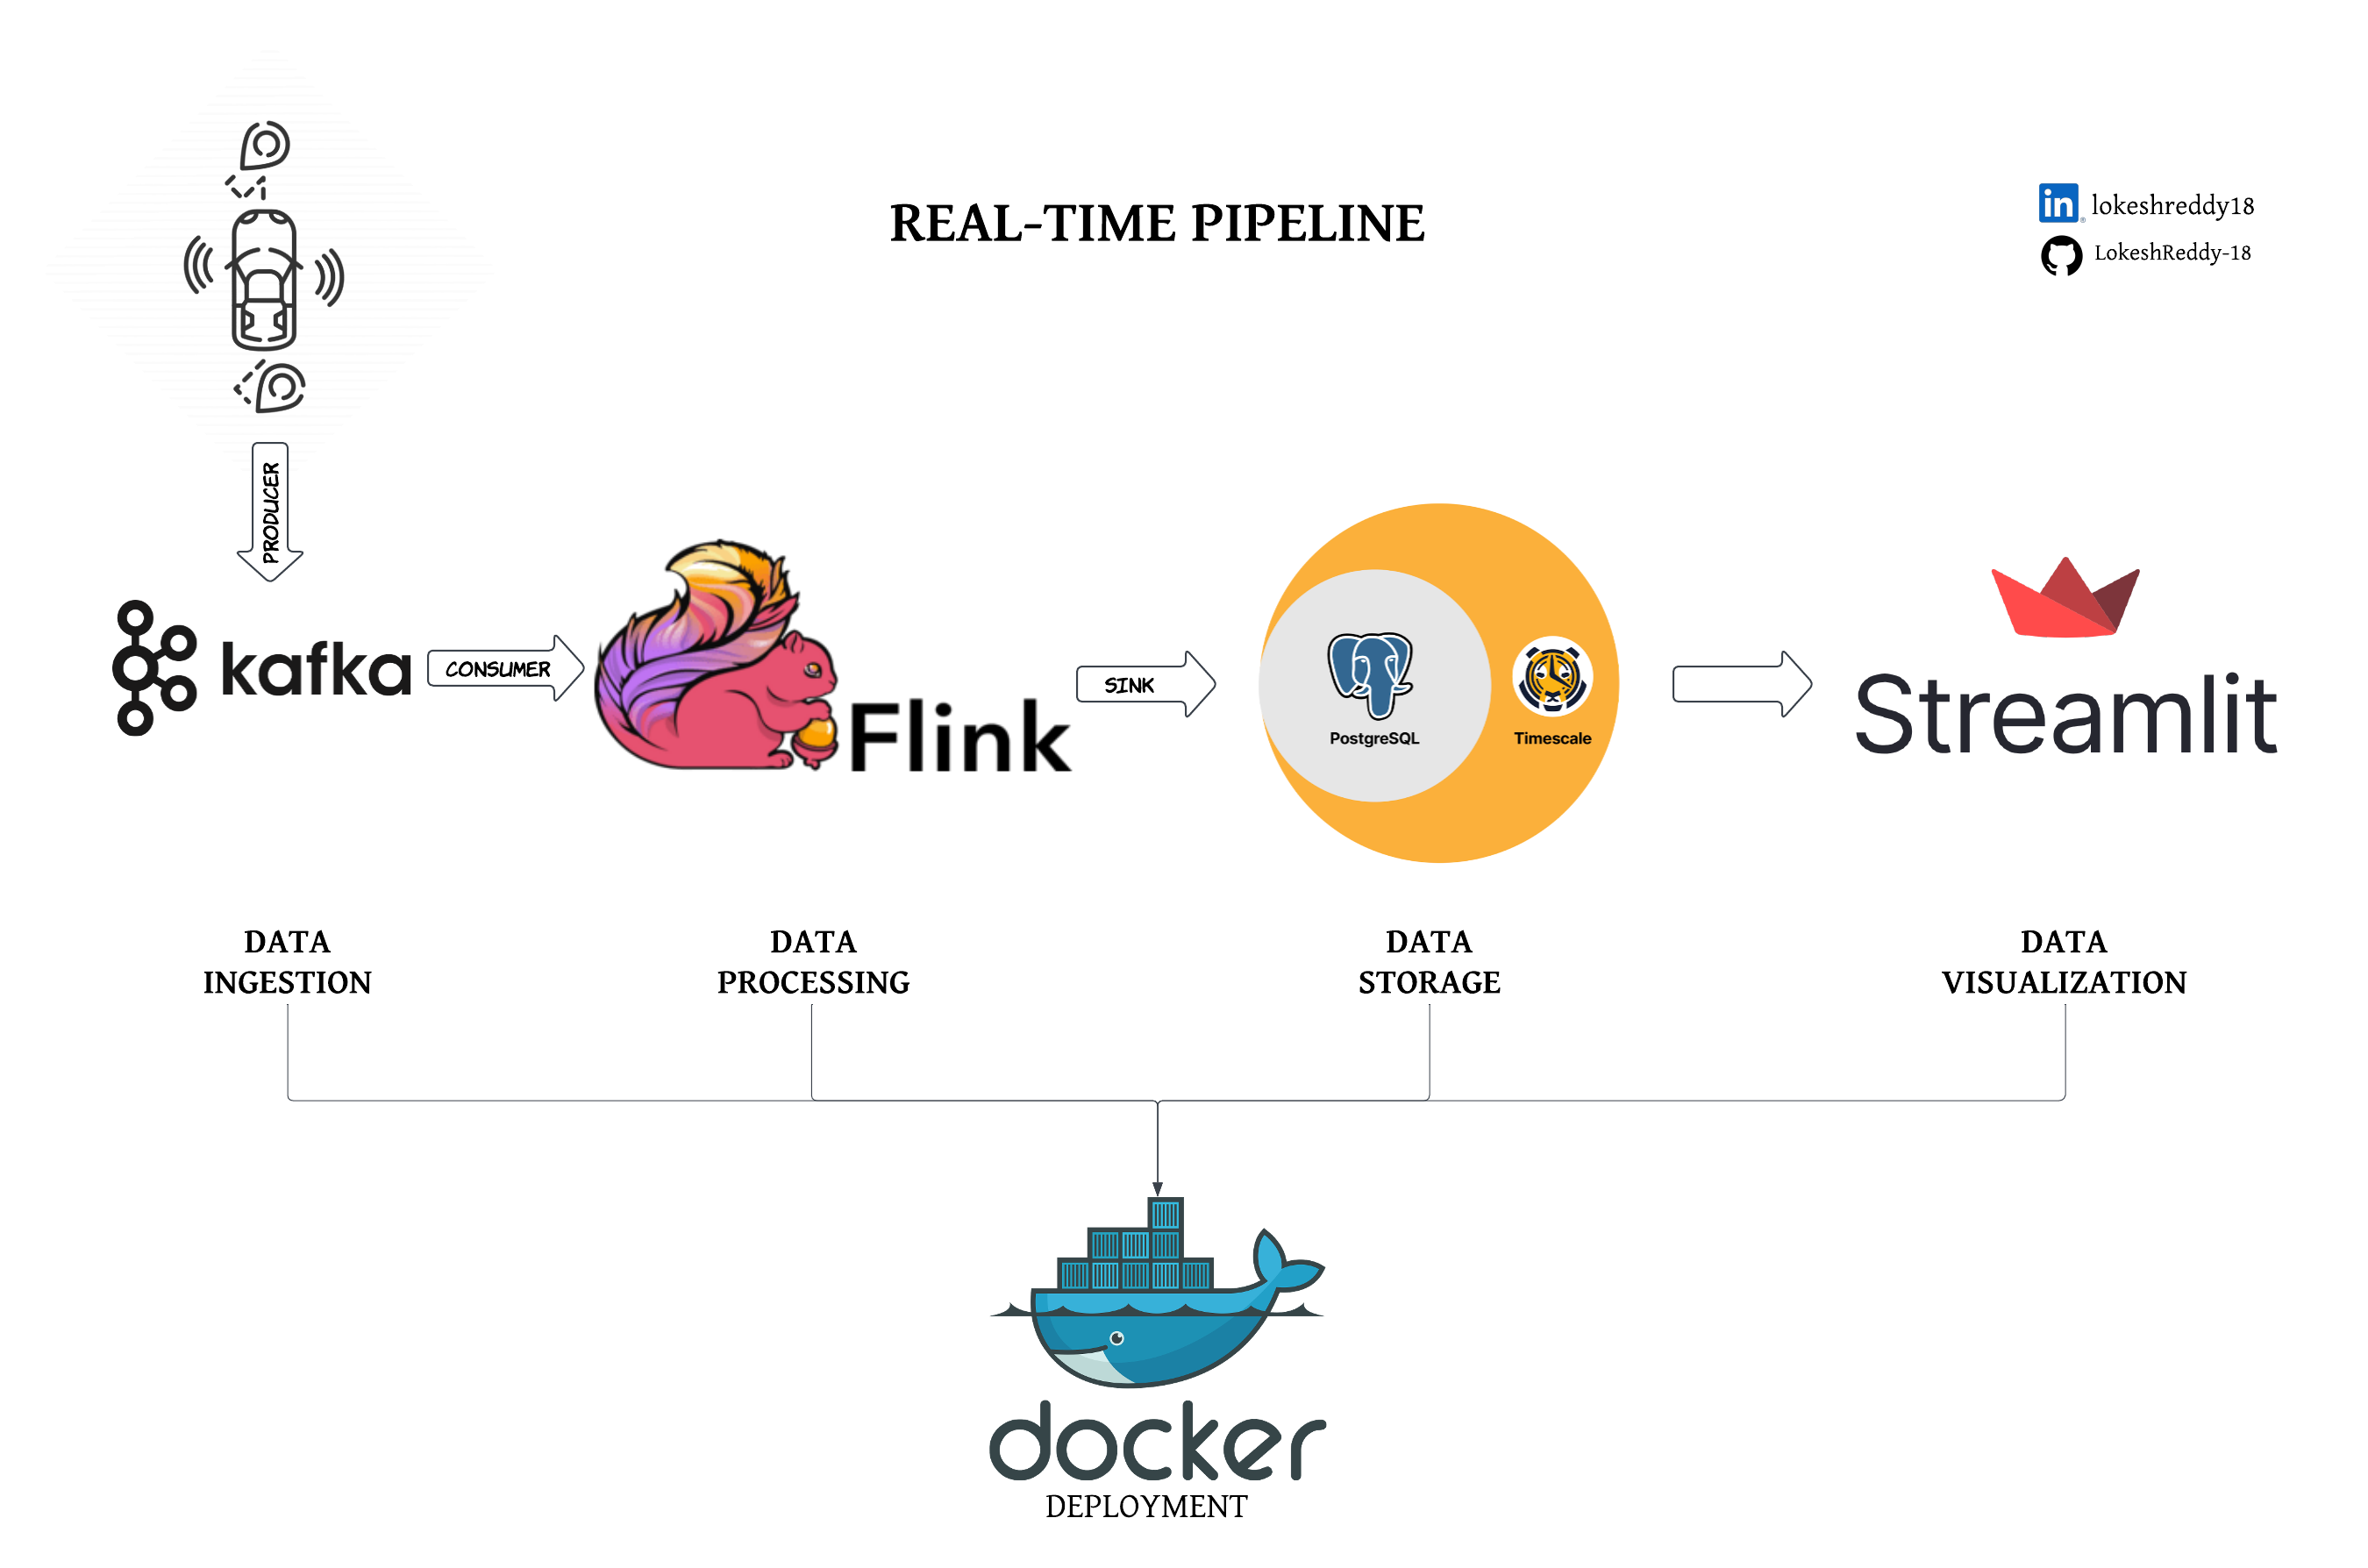 REAL-TIME PIPELINE
lokeshreddy18
LokeshReddy-18
PRODUCER
kafka
CONSUMER
Flink
SINK
PostgreSQL
Timescale
Streamlit
DATA
INGESTION
DATA
PROCESSING
DATA
STORAGE
DATA
VISUALIZATION
docker
DEPLOYMENT